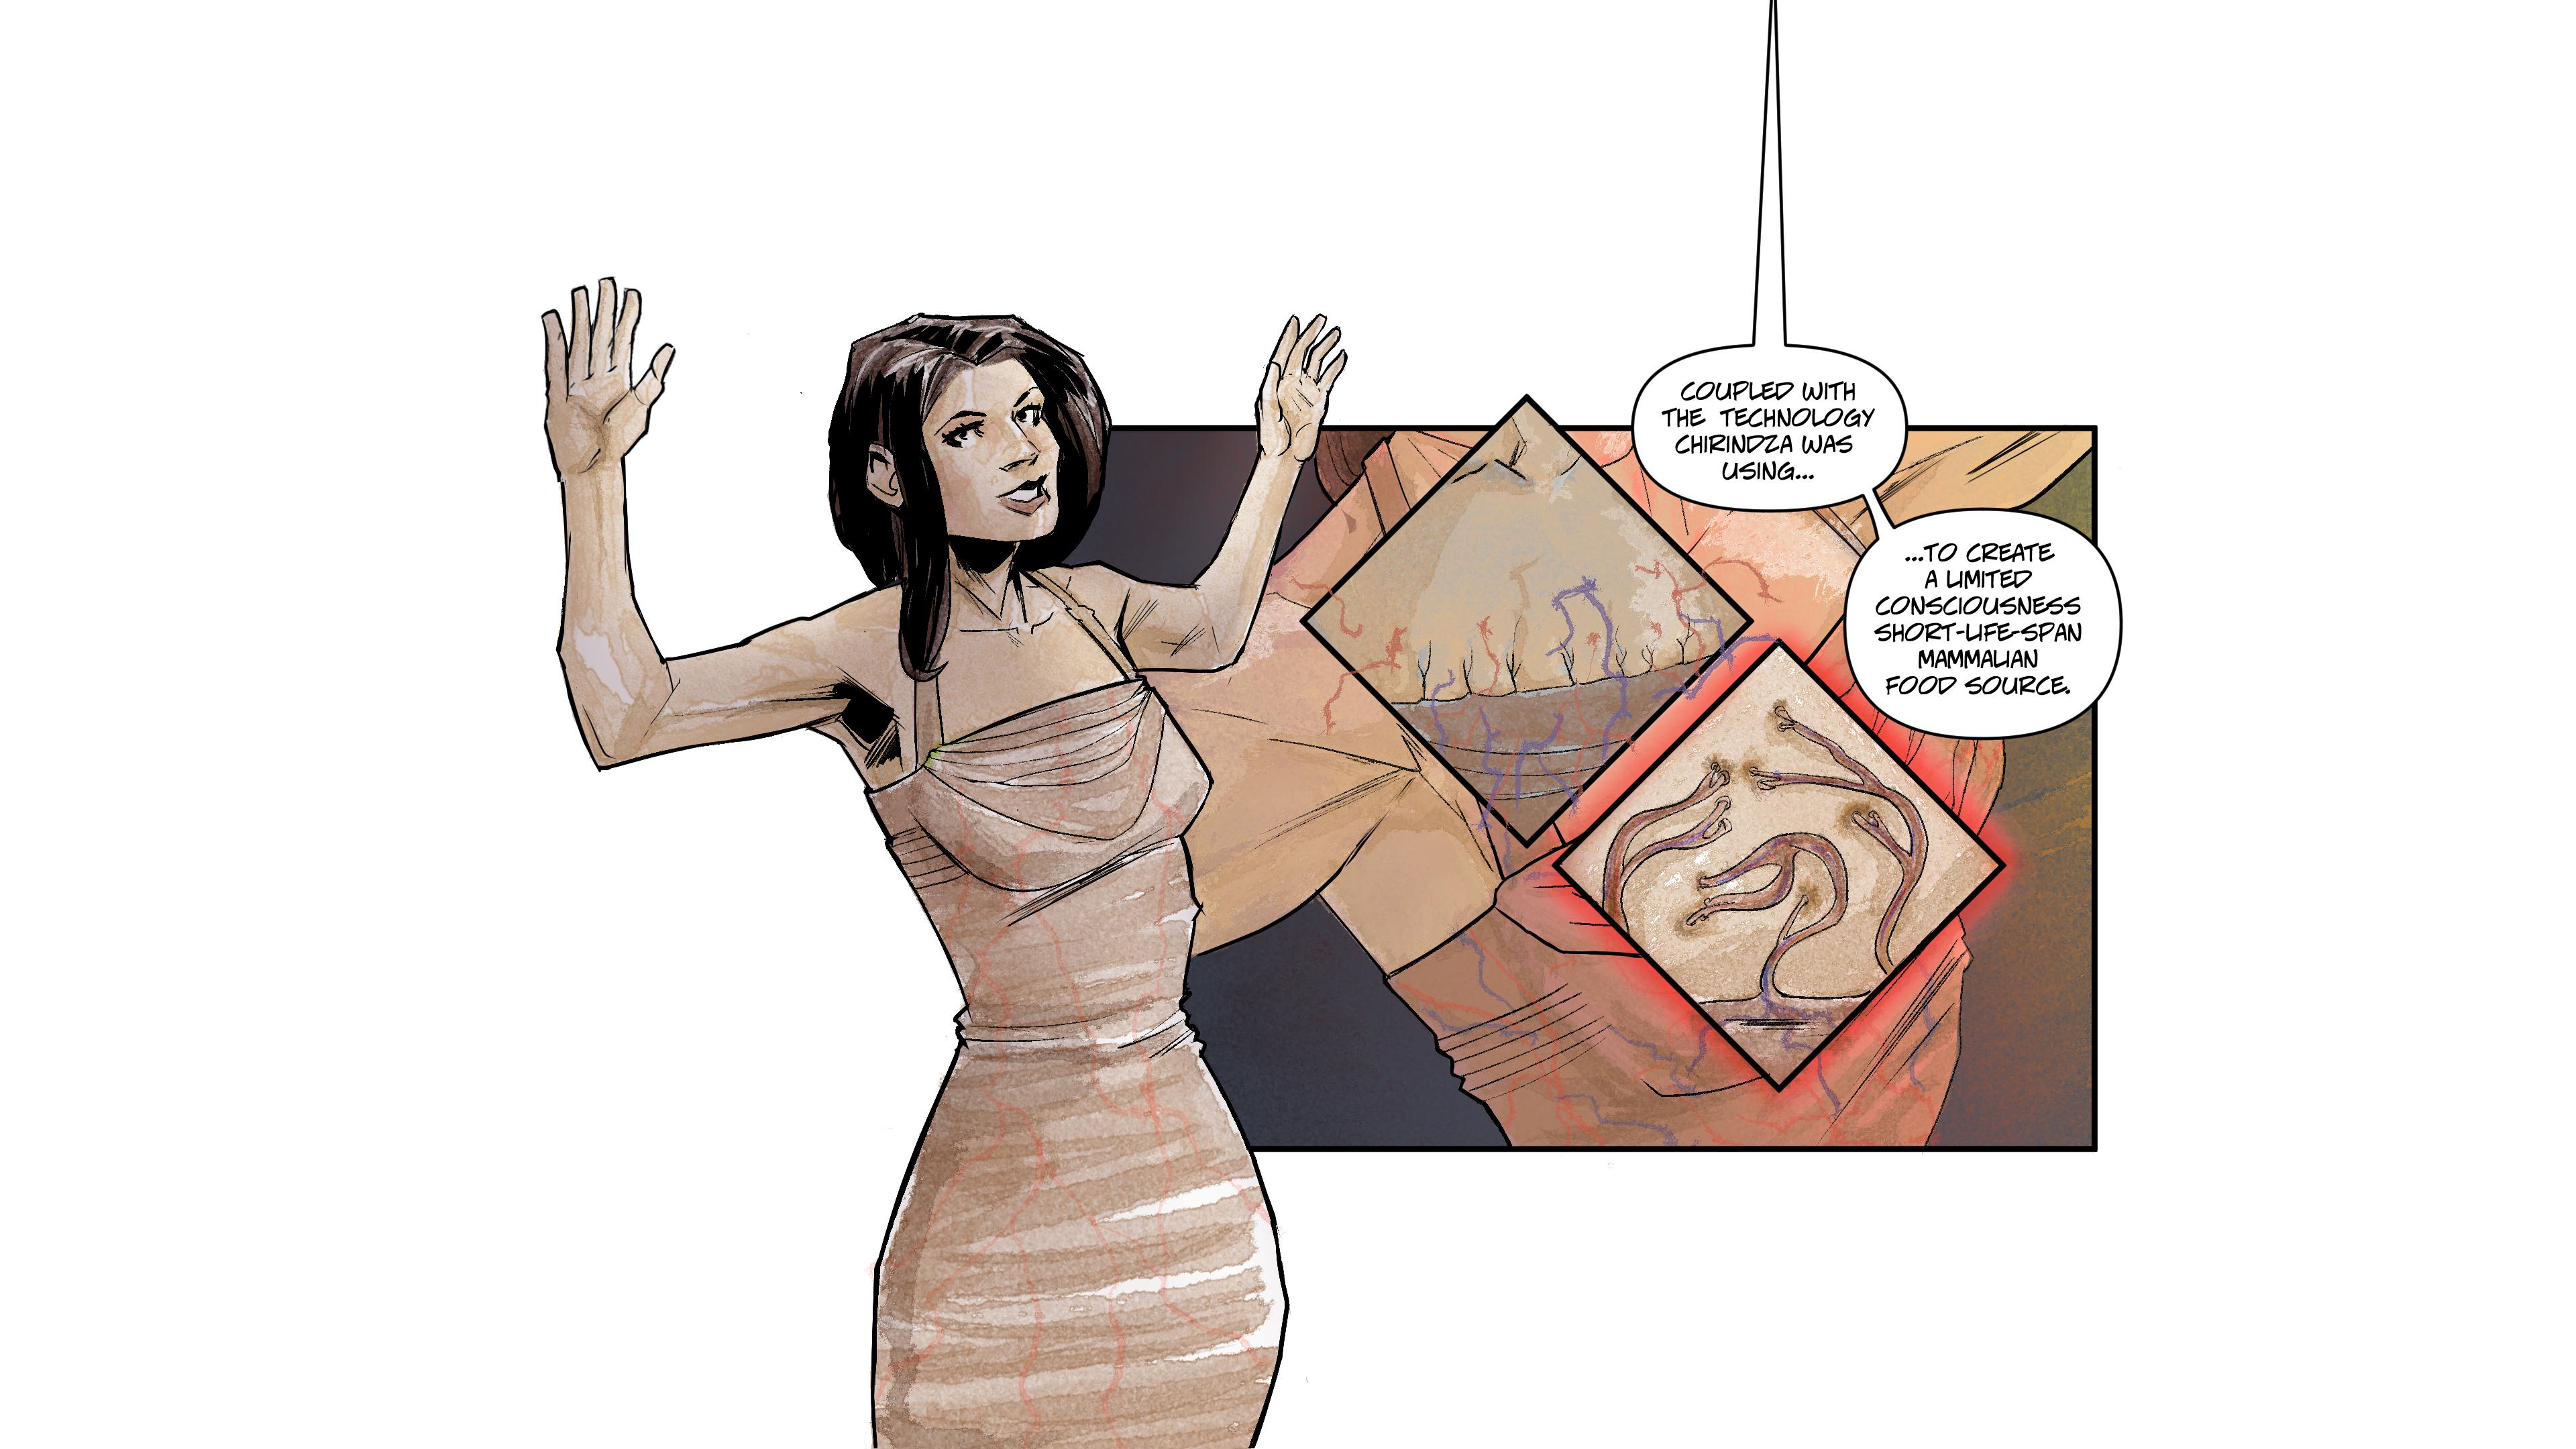 COUPLED WITH
THE TECHNOLOGY
CHIRINDZA WAS
USING...
...TO CREATE
A LIMITED
CONSCIOUSNESS
SHORT-LIFE-SPAN
MAMMALIAN
FOOD SOURCE.